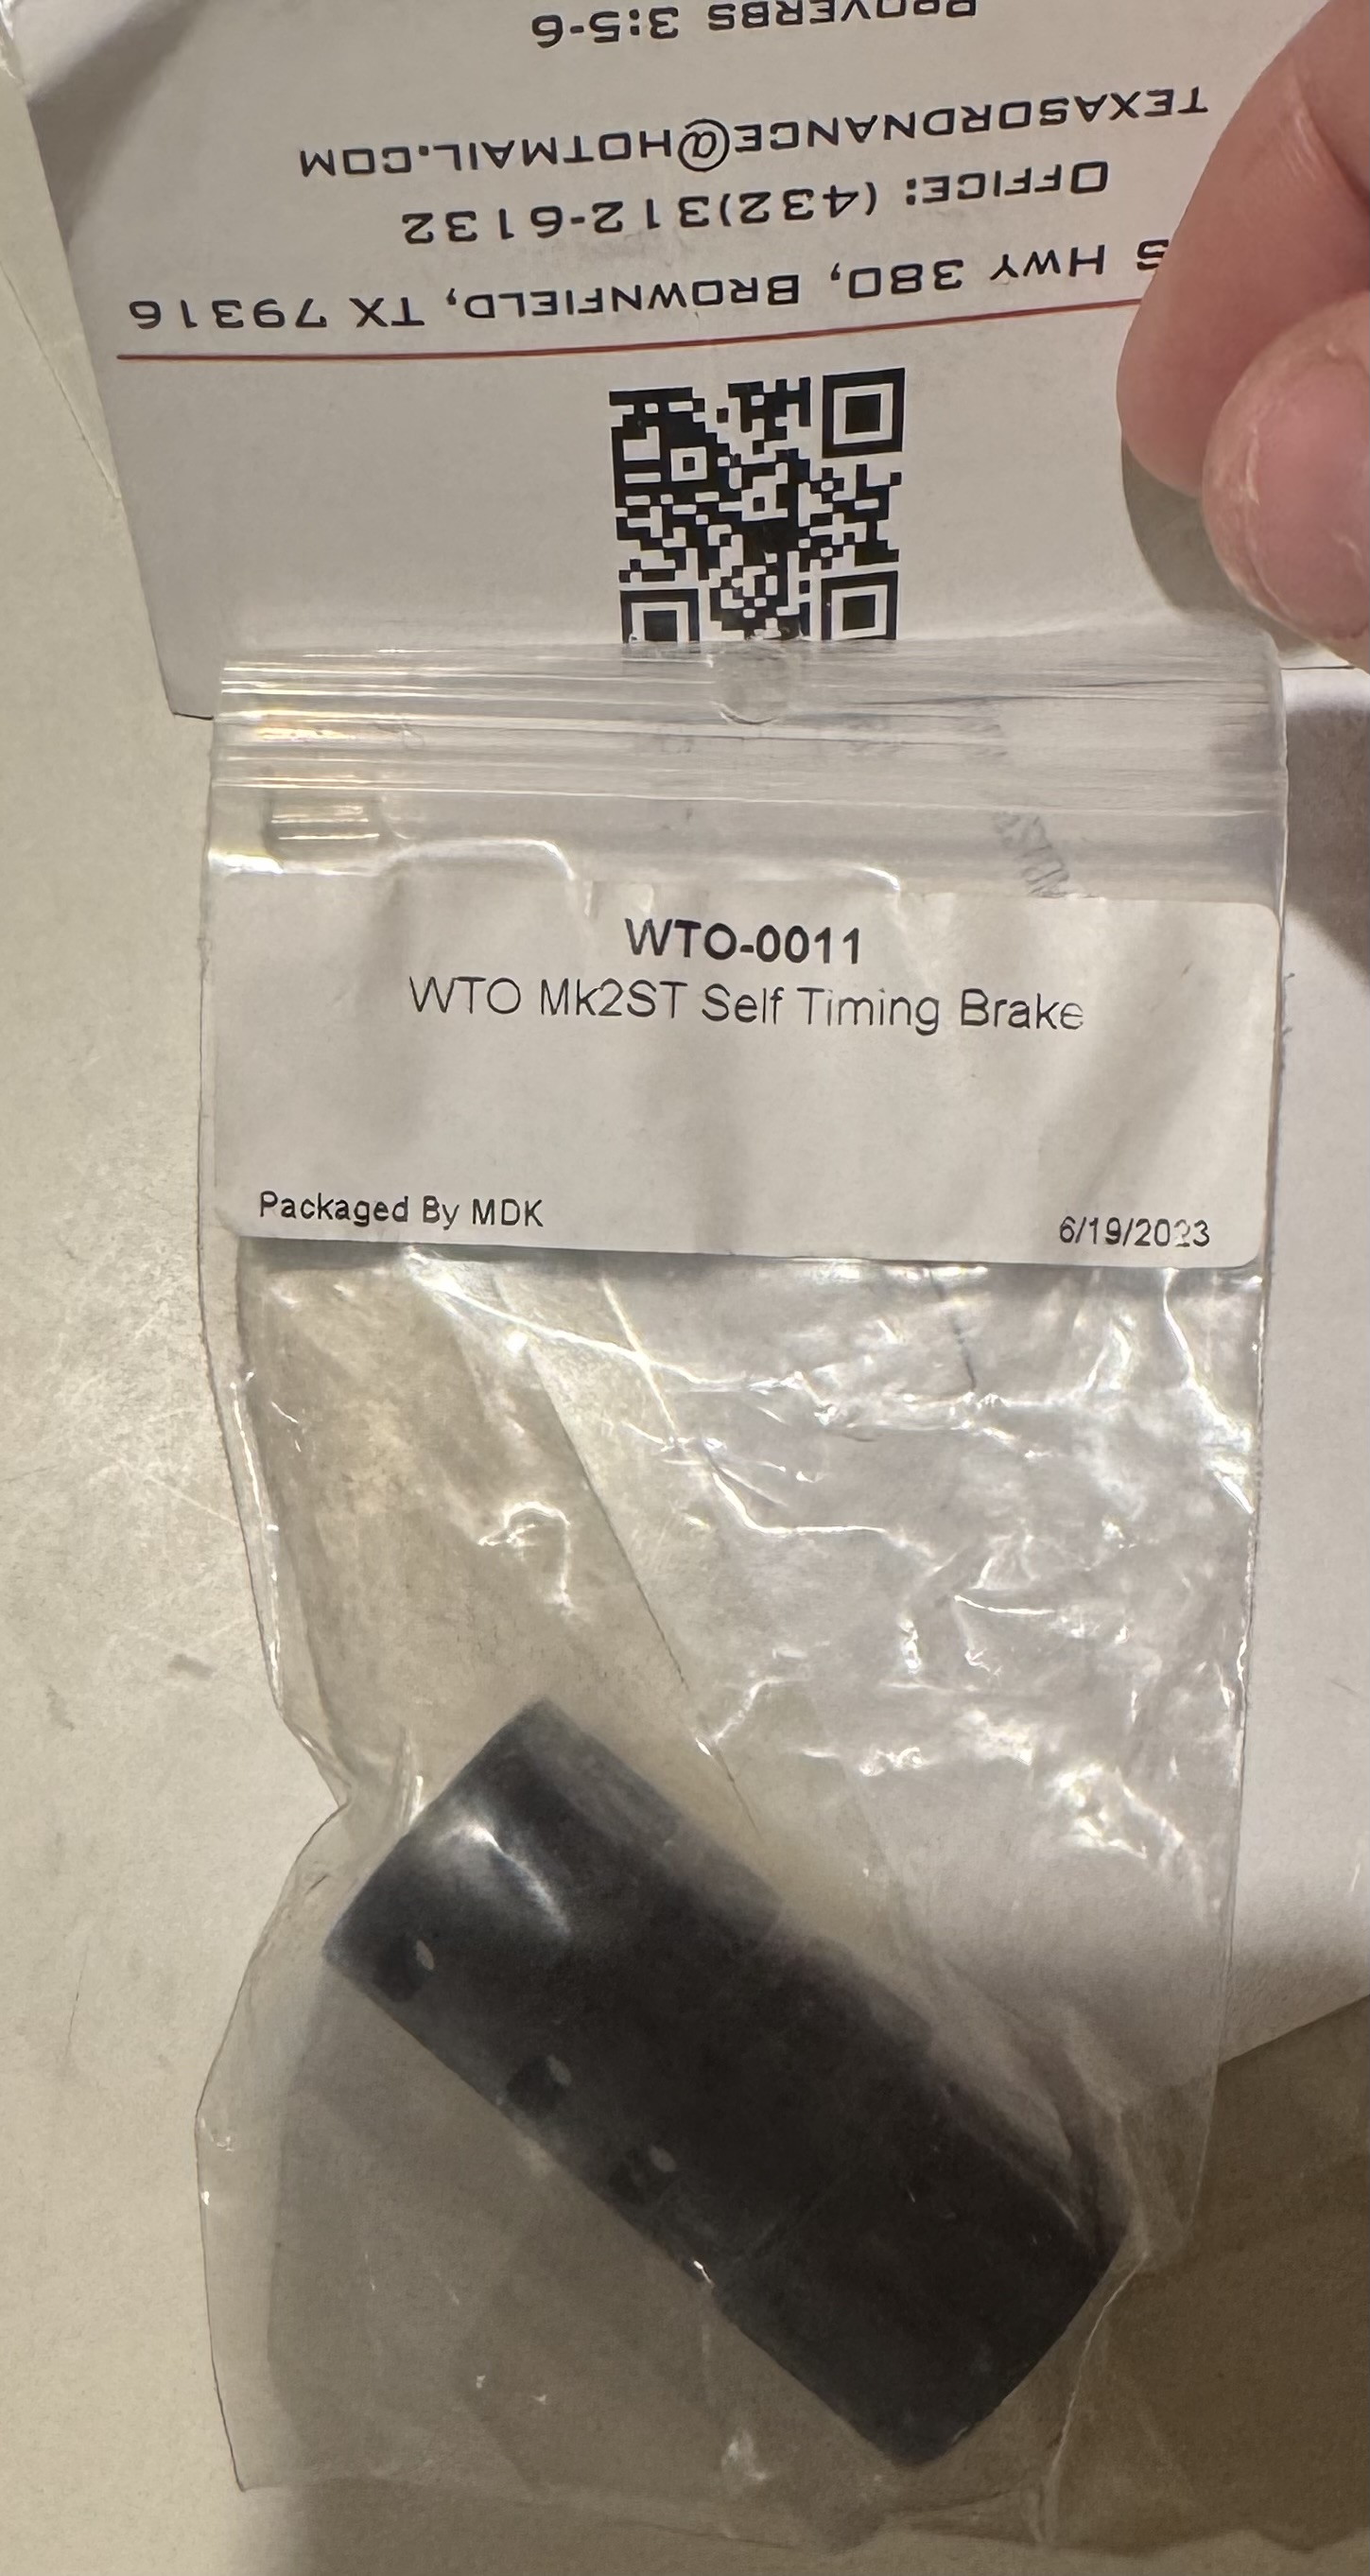 PROVERBS 3:5-6
TEXASORDNANCE@HOTMAIL.COM
OFFICE: (432)312-6132
S HWY 380, BROWNFIELD, TX 79316
WTO-0011
WTO Mk2ST Self Timing Brake
Packaged By MDK
6/19/2023